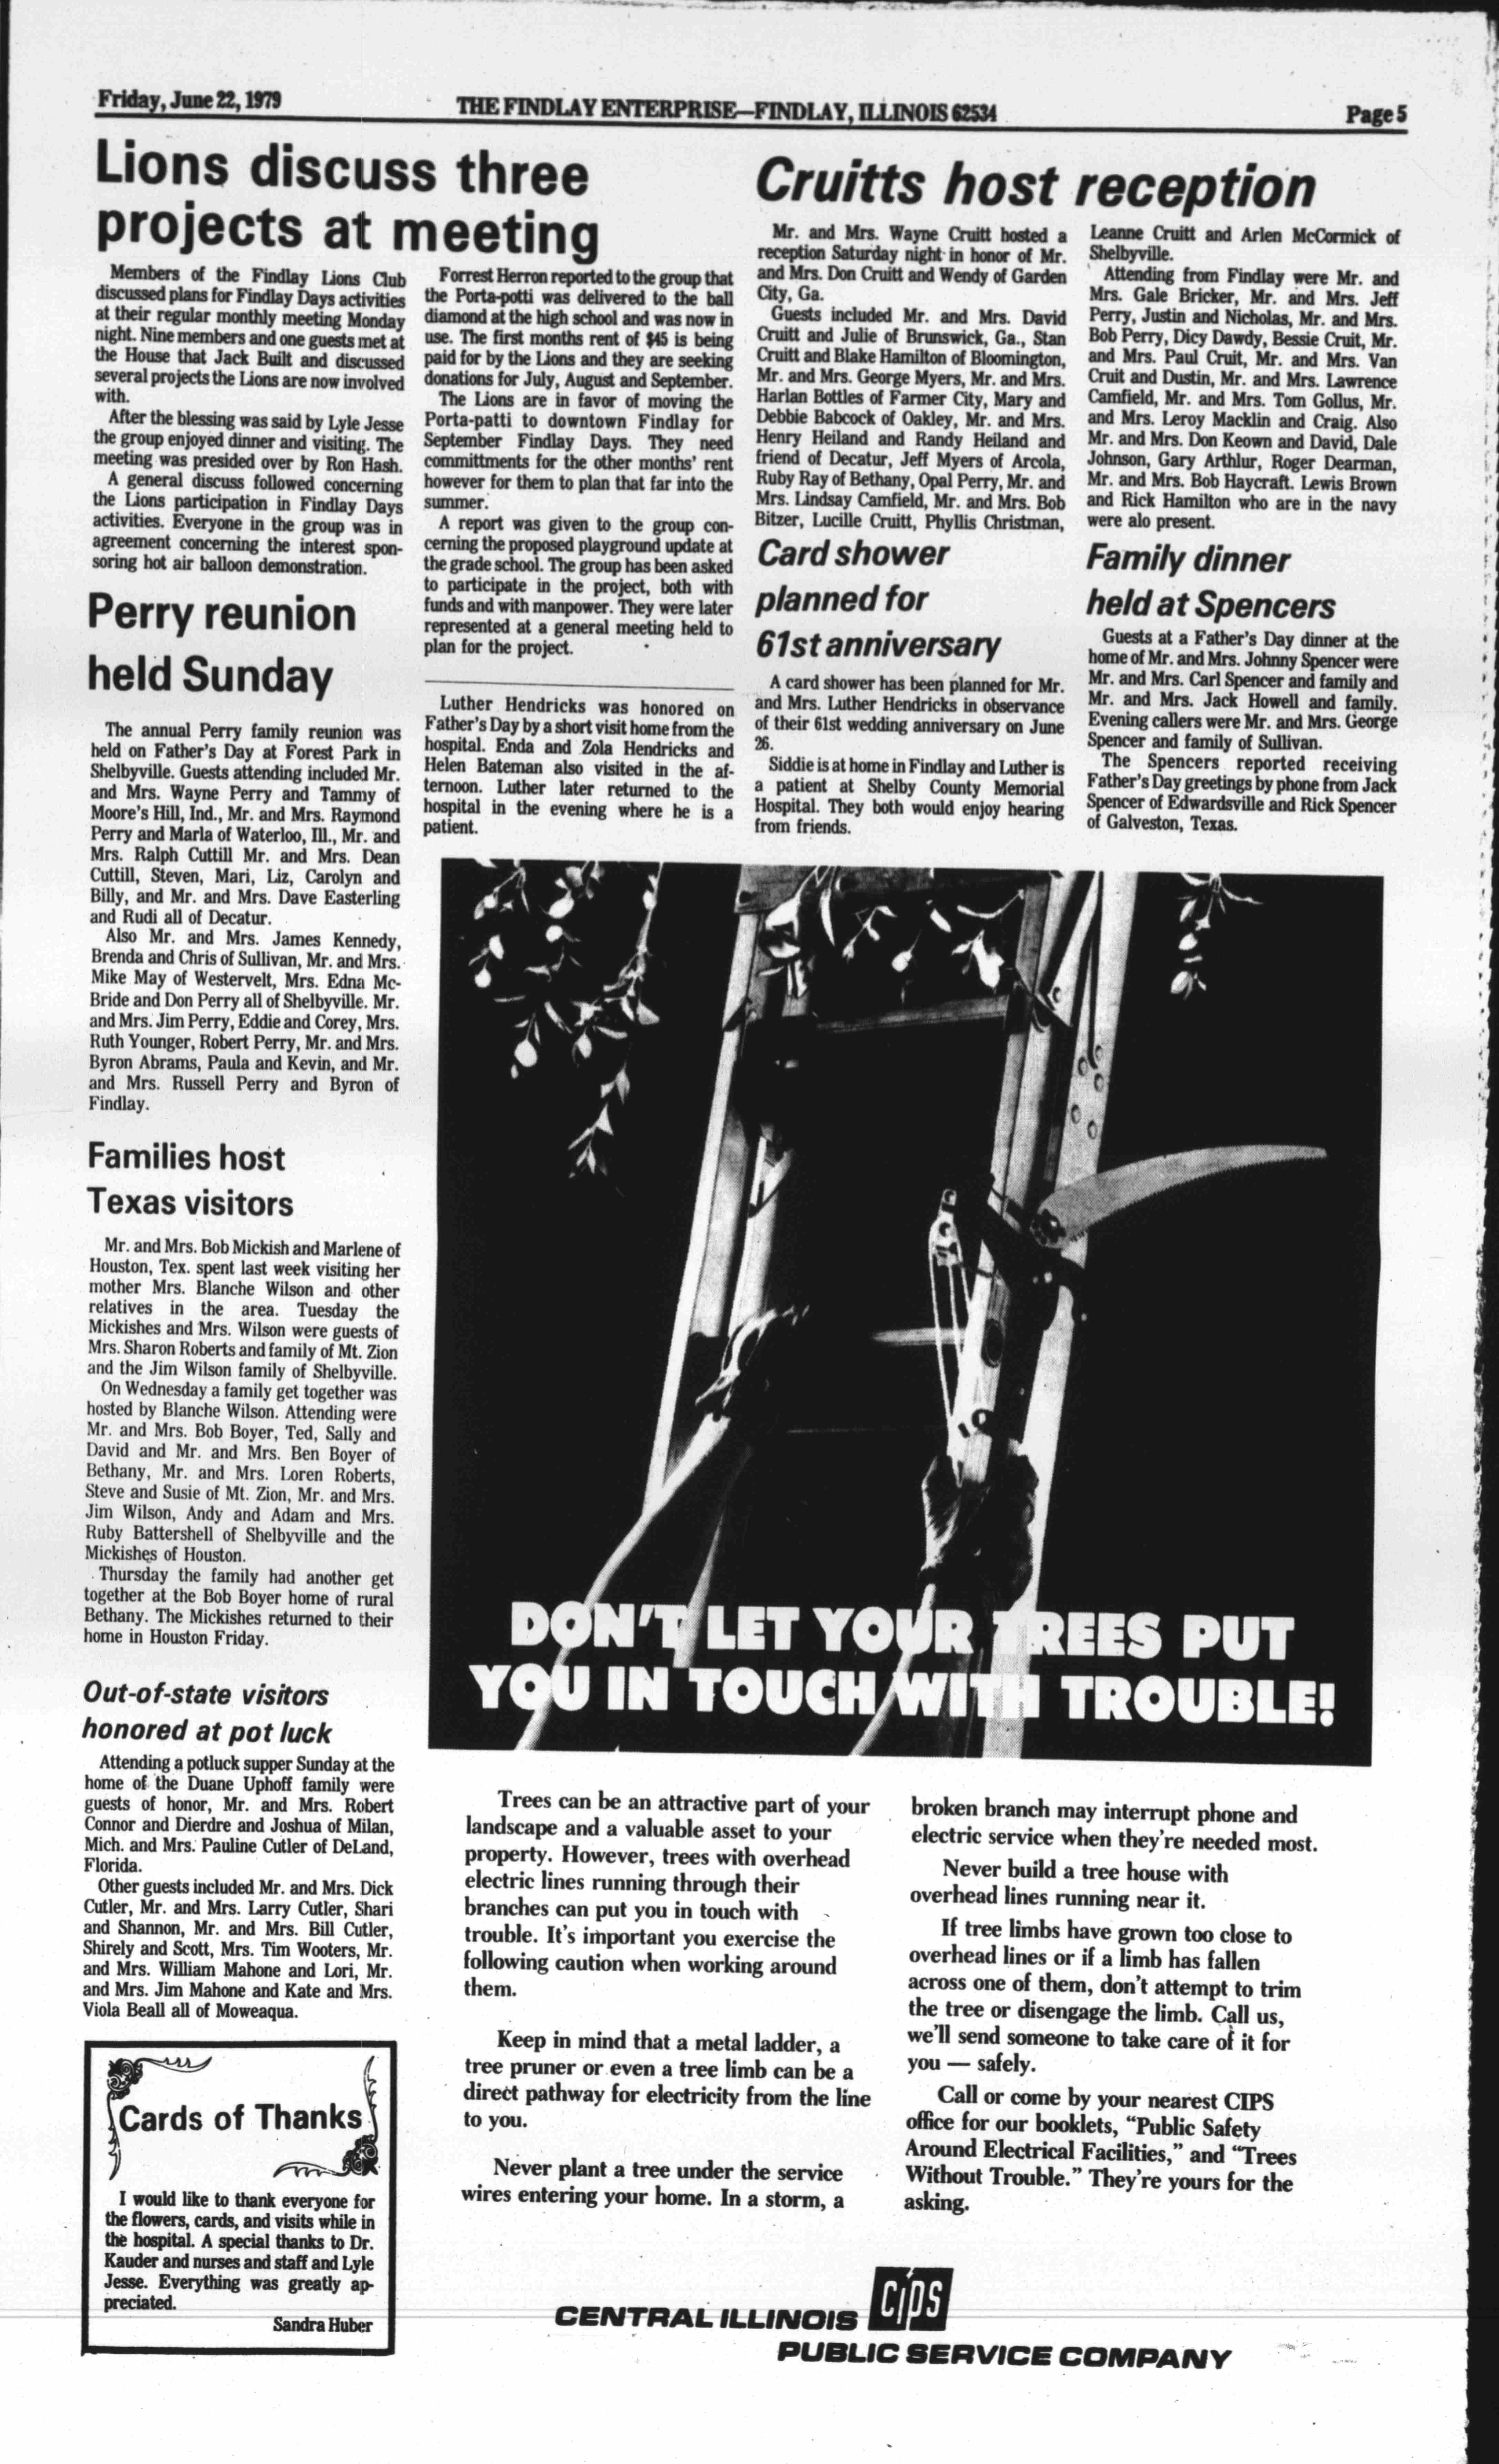 Friday, June 22, 1979
THE FINDLAY ENTERPRISE—FINDLAY, ILLINOIS 62534
Page 5
Lions discuss three
projects at meeting
Members of the Findlay Lions Club
discussed plans for Findlay Days activities
at their regular monthly meeting Monday
night. Nine members and one guests met at
the House that Jack Built and discussed
several projects the Lions are now involved
with.
After the blessing was said by Lyle Jesse
the group enjoyed dinner and visiting. The
meeting was presided over by Ron Hash.
A general discuss followed concerning
the Lions participation in Findlay Days
activities. Everyone in the group was in
agreement concerning the interest spon-
soring hot air balloon demonstration.
Forrest Herron reported to the group that
the Porta-potti was delivered to the ball
diamond at the high school and was now in
use. The first months rent of $45 is being
paid for by the Lions and they are seeking
donations for July, August and September.
The Lions are in favor of moving the
Porta-patti to downtown Findlay for
September Findlay Days. They need
committments for the other months' rent
however for them to plan that far into the
summer.
A report was given to the group con-
cerning the proposed playground update at
the grade school. The group has been asked
to participate in the project, both with
funds and with manpower. They were later
represented at a general meeting held to
plan for the project.
Luther Hendricks was honored on
Father's Day by a short visit home from the
hospital. Enda and Zola Hendricks and
Helen Bateman also visited in the af-
ternoon. Luther later returned to the
hospital in the evening where he is a
patient.
Perry reunion
held Sunday
The annual Perry family reunion was
held on Father's Day at Forest Park in
Shelbyville. Guests attending included Mr.
and Mrs. Wayne Perry and Tammy of
Moore's Hill, Ind., Mr. and Mrs. Raymond
Perry and Marla of Waterloo, Ill., Mr. and
Mrs. Ralph Cuttill Mr. and Mrs. Dean
Cuttill, Steven, Mari, Liz, Carolyn and
Billy, and Mr. and Mrs. Dave Easterling
and Rudi all of Decatur.
Also Mr. and Mrs. James Kennedy,
Brenda and Chris of Sullivan, Mr. and Mrs.
Mike May of Westervelt, Mrs. Edna Mc-
Bride and Don Perry all of Shelbyville. Mr.
and Mrs. Jim Perry, Eddie and Corey, Mrs.
Ruth Younger, Robert Perry, Mr. and Mrs.
Byron Abrams, Paula and Kevin, and Mr.
and Mrs. Russell Perry and Byron of
Findlay.
Families host
Texas visitors
Mr. and Mrs. Bob Mickish and Marlene of
Houston, Tex. spent last week visiting her
mother Mrs. Blanche Wilson and other
relatives in the area. Tuesday the
Mickishes and Mrs. Wilson were guests of
Mrs. Sharon Roberts and family of Mt. Zion
and the Jim Wilson family of Shelbyville.
On Wednesday a family get together was
hosted by Blanche Wilson. Attending were
Mr. and Mrs. Bob Boyer, Ted, Sally and
David and Mr. and Mrs. Ben Boyer of
Bethany, Mr. and Mrs. Loren Roberts,
Steve and Susie of Mt. Zion, Mr. and Mrs.
Jim Wilson, Andy and Adam and Mrs.
Ruby Battershell of Shelbyville and the
Mickishes of Houston.
Thursday the family had another get
together at the Bob Boyer home of rural
Bethany. The Mickishes returned to their
home in Houston Friday.
Out-of-state visitors
honored at pot luck
Attending a potluck supper Sunday at the
home of the Duane Uphoff family were
guests of honor, Mr. and Mrs. Robert
Connor and Dierdre and Joshua of Milan,
Mich. and Mrs. Pauline Cutler of DeLand,
Florida.
Other guests included Mr. and Mrs. Dick
Cutler, Mr. and Mrs. Larry Cutler, Shari
and Shannon, Mr. and Mrs. Bill Cutler,
Shirely and Scott, Mrs. Tim Wooters, Mr.
and Mrs. William Mahone and Lori, Mr.
and Mrs. Jim Mahone and Kate and Mrs.
Viola Beall all of Moweaqua.
Cards of Thanks
I would like to thank everyone for
the flowers, cards, and visits while in
the hospital. A special thanks to Dr.
Kauder and nurses and staff and Lyle
Jesse. Everything was greatly ap-
preciated.
Sandra Huber
Cruitts host reception
Mr. and Mrs. Wayne Cruitt hosted a
reception Saturday night in honor of Mr.
and Mrs. Don Cruitt and Wendy of Garden
City, Ga.
Guests included Mr. and Mrs. David
Cruitt and Julie of Brunswick, Ga., Stan
Cruitt and Blake Hamilton of Bloomington,
Mr. and Mrs. George Myers, Mr. and Mrs.
Harlan Bottles of Farmer City, Mary and
Debbie Babcock of Oakley, Mr. and Mrs.
Henry Heiland and Randy Heiland and
friend of Decatur, Jeff Myers of Arcola,
Ruby Ray of Bethany, Opal Perry, Mr. and
Mrs. Lindsay Camfield, Mr. and Mrs. Bob
Bitzer, Lucille Cruitt, Phyllis Christman,
Leanne Cruitt and Arlen McCormick of
Shelbyville.
Attending from Findlay were Mr. and
Mrs. Gale Bricker, Mr. and Mrs. Jeff
Perry, Justin and Nicholas, Mr. and Mrs.
Bob Perry, Dicy Dawdy, Bessie Cruit, Mr.
and Mrs. Paul Cruit, Mr. and Mrs. Van
Cruit and Dustin, Mr. and Mrs. Lawrence
Camfield, Mr. and Mrs. Tom Gollus, Mr.
and Mrs. Leroy Macklin and Craig. Also
Mr. and Mrs. Don Keown and David, Dale
Johnson, Gary Arthlur, Roger Dearman,
Mr. and Mrs. Bob Haycraft. Lewis Brown
and Rick Hamilton who are in the navy
were alo present.
Card shower
planned for
61st anniversary
A card shower has been planned for Mr.
and Mrs. Luther Hendricks in observance
of their 61st wedding anniversary on June
26.
Siddie is at home in Findlay and Luther is
a patient at Shelby County Memorial
Hospital. They both would enjoy hearing
from friends.
Family dinner
held at Spencers
Guests at a Father's Day dinner at the
home of Mr. and Mrs. Johnny Spencer were
Mr. and Mrs. Carl Spencer and family and
Mr. and Mrs. Jack Howell and family.
Evening callers were Mr. and Mrs. George
Spencer and family of Sullivan.
The Spencers reported receiving
Father's Day greetings by phone from Jack
Spencer of Edwardsville and Rick Spencer
of Galveston, Texas.
DON'T LET YOUR TREES PUT
YOU IN TOUCH WITH TROUBLE!
Trees can be an attractive part of your
landscape and a valuable asset to your
property. However, trees with overhead
electric lines running through their
branches can put you in touch with
trouble. It's important you exercise the
following caution when working around
them.
Keep in mind that a metal ladder, a
tree pruner or even a tree limb can be a
direct pathway for electricity from the line
to you.
Never plant a tree under the service
wires entering your home. In a storm, a
broken branch may interrupt phone and
electric service when they're needed most.
Never build a tree house with
overhead lines running near it.
If tree limbs have grown too close to
overhead lines or if a limb has fallen
across one of them, don't attempt to trim
the tree or disengage the limb. Call us,
we'll send someone to take care of it for
you — safely.
Call or come by your nearest CIPS
office for our booklets, "Public Safety
Around Electrical Facilities," and "Trees
Without Trouble." They're yours for the
asking.
CENTRAL ILLINOIS
CIPS
PUBLIC SERVICE COMPANY